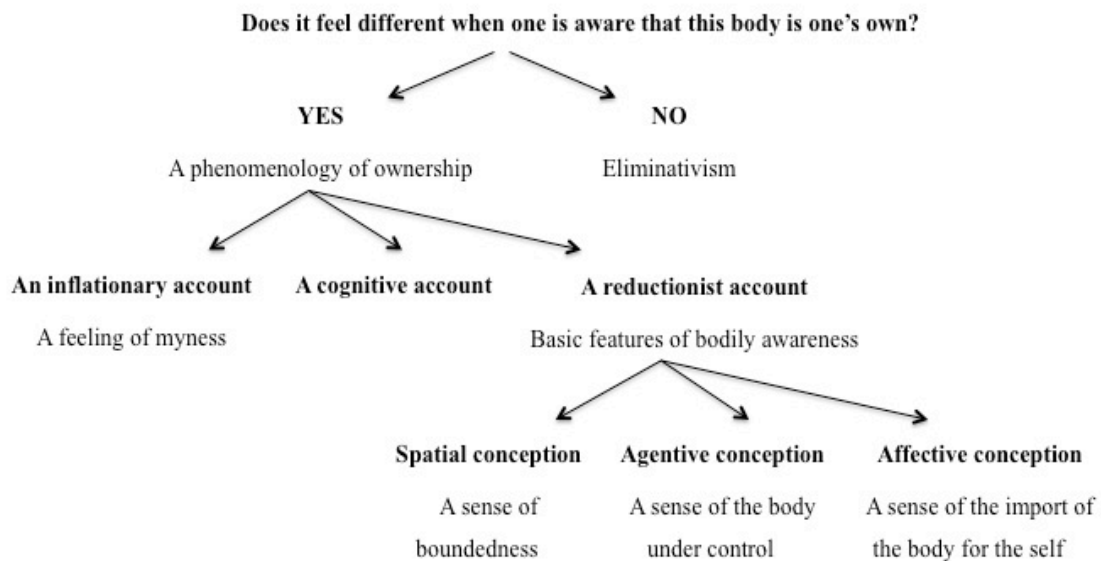 Does it feel different when one is aware that this body is one’s own?
YES NO
A phenomenology of ownership Eliminativism
An inflationary account A cognitive account A reductionist account
A feeling of myness Basic features of bodily awareness
Spatial conception Agentive conception Affective conception
A sense of A sense of the body A sense of the import of
boundedness under control the body for the self